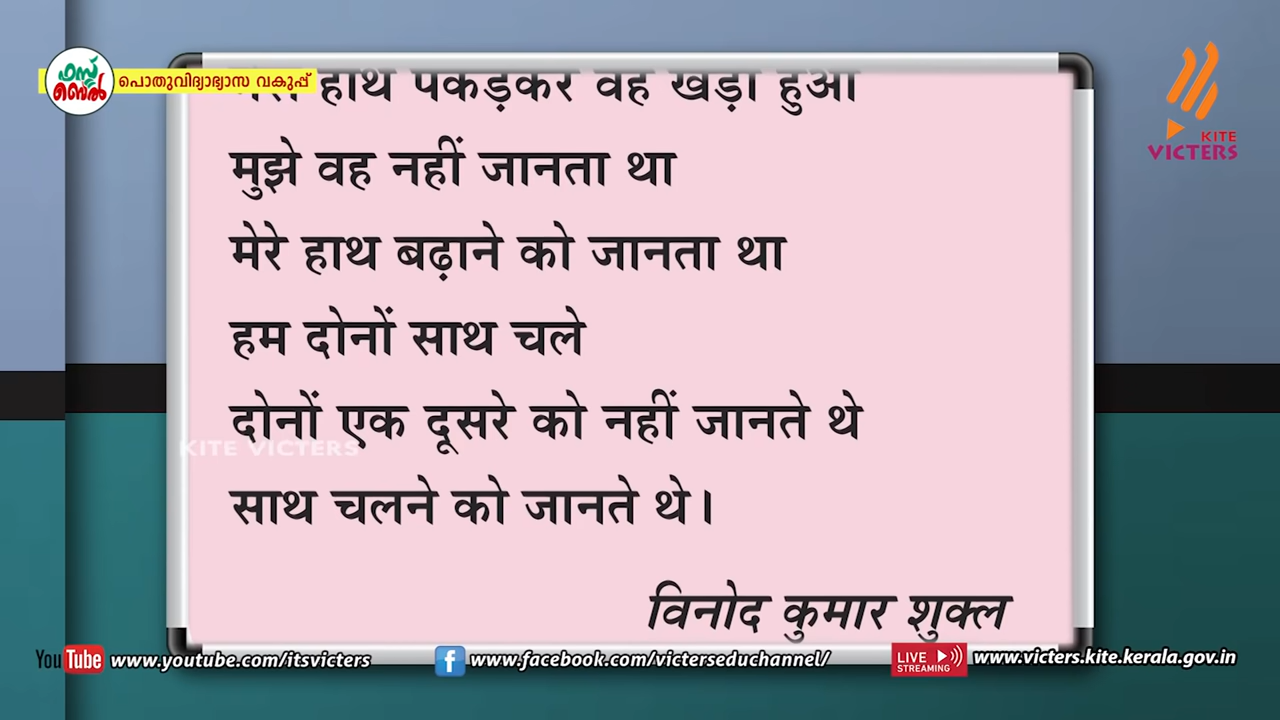 ഫസ്റ്റ്
ബെൽ
പൊതുവിദ്യാഭ്യാസ വകുപ്പ്
KITE
VICTERS
हाथ पकड़कर वह खड़ा हुआ
मुझे वह नहीं जानता था
मेरे हाथ बढ़ाने को जानता था
हम दोनों साथ चले
दोनों एक दूसरे को नहीं जानते थे
KITE VICTERS
साथ चलने को जानते थे।
विनोद कुमार शुक्ल
YouTube www.youtube.com/itsvicters
f www.facebook.com/victerseduchannel/
LIVE STREAMING www.victers.kite.kerala.gov.in